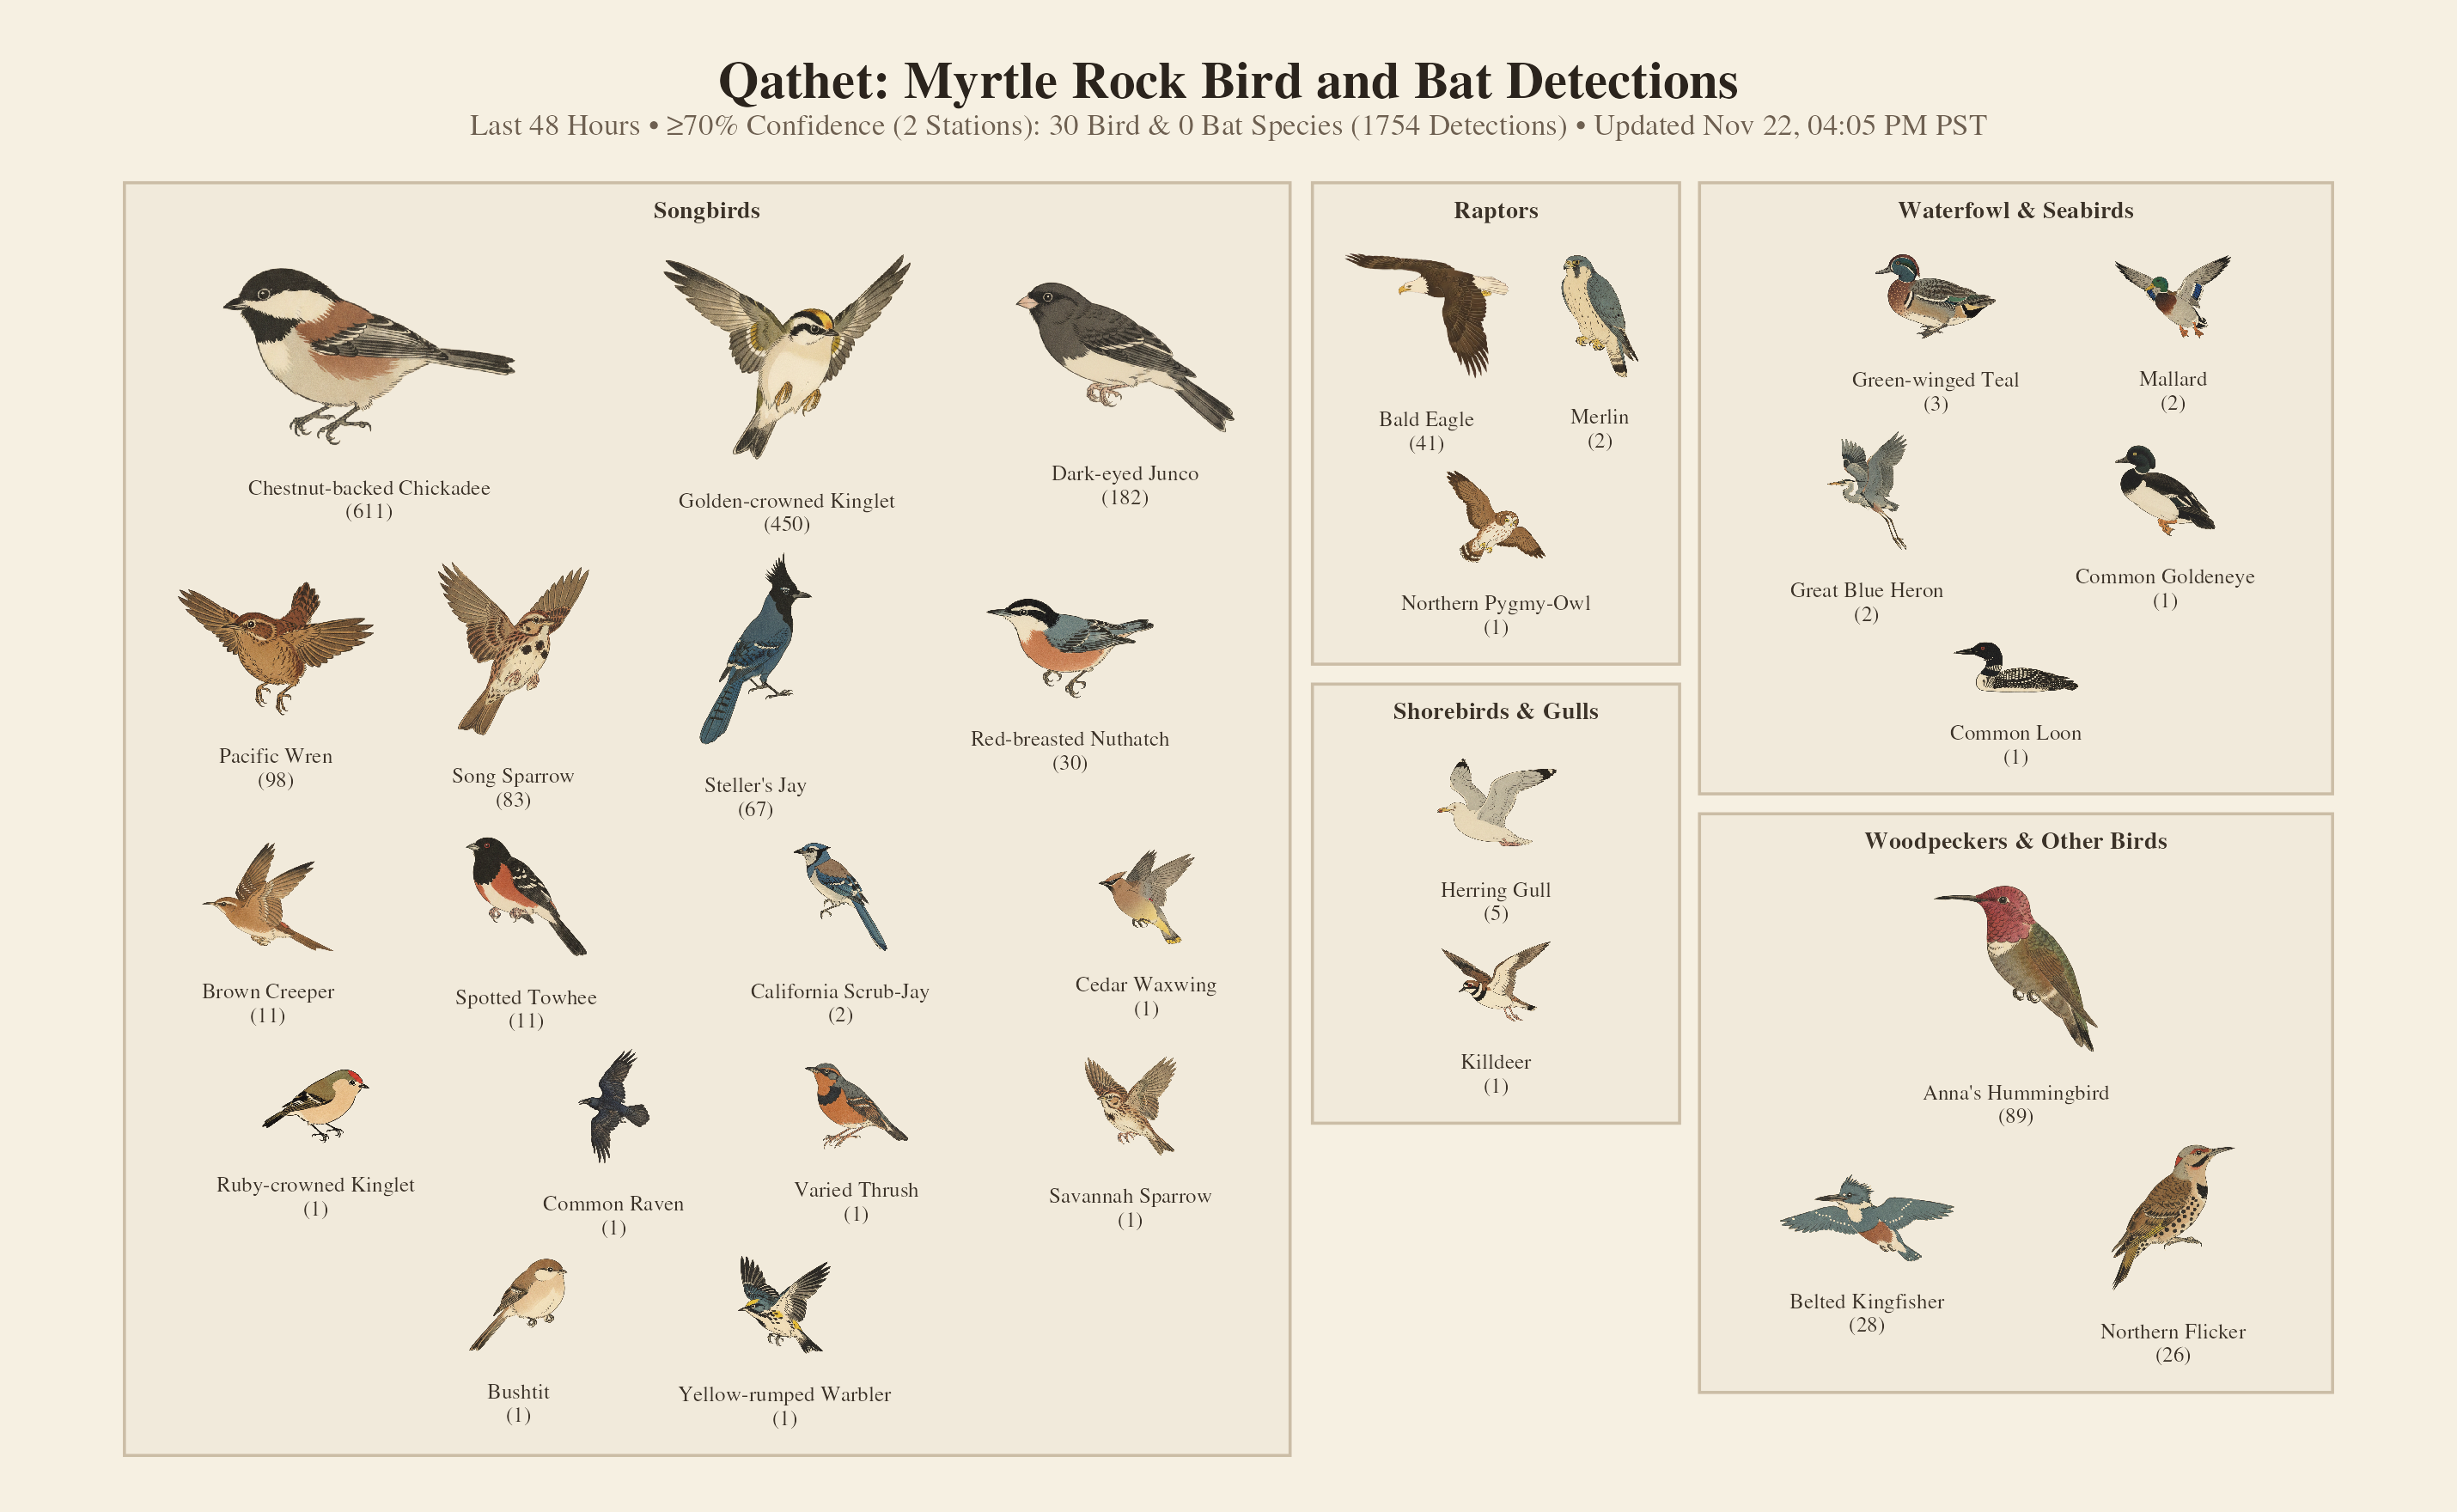 Qathet: Myrtle Rock Bird and Bat Detections
Last 48 Hours • ≥70% Confidence (2 Stations): 30 Bird & 0 Bat Species (1754 Detections) • Updated Nov 22, 04:05 PM PST
Songbirds
Chestnut-backed Chickadee
(611)
Golden-crowned Kinglet
(450)
Dark-eyed Junco
(182)
Pacific Wren
(98)
Song Sparrow
(83)
Steller's Jay
(67)
Red-breasted Nuthatch
(30)
Brown Creeper
(11)
Spotted Towhee
(11)
California Scrub-Jay
(2)
Cedar Waxwing
(1)
Ruby-crowned Kinglet
(1)
Common Raven
(1)
Varied Thrush
(1)
Savannah Sparrow
(1)
Bushtit
(1)
Yellow-rumped Warbler
(1)
Raptors
Bald Eagle
(41)
Merlin
(2)
Northern Pygmy-Owl
(1)
Shorebirds & Gulls
Herring Gull
(5)
Killdeer
(1)
Waterfowl & Seabirds
Green-winged Teal
(3)
Mallard
(2)
Great Blue Heron
(2)
Common Goldeneye
(1)
Common Loon
(1)
Woodpeckers & Other Birds
Anna's Hummingbird
(89)
Belted Kingfisher
(28)
Northern Flicker
(26)